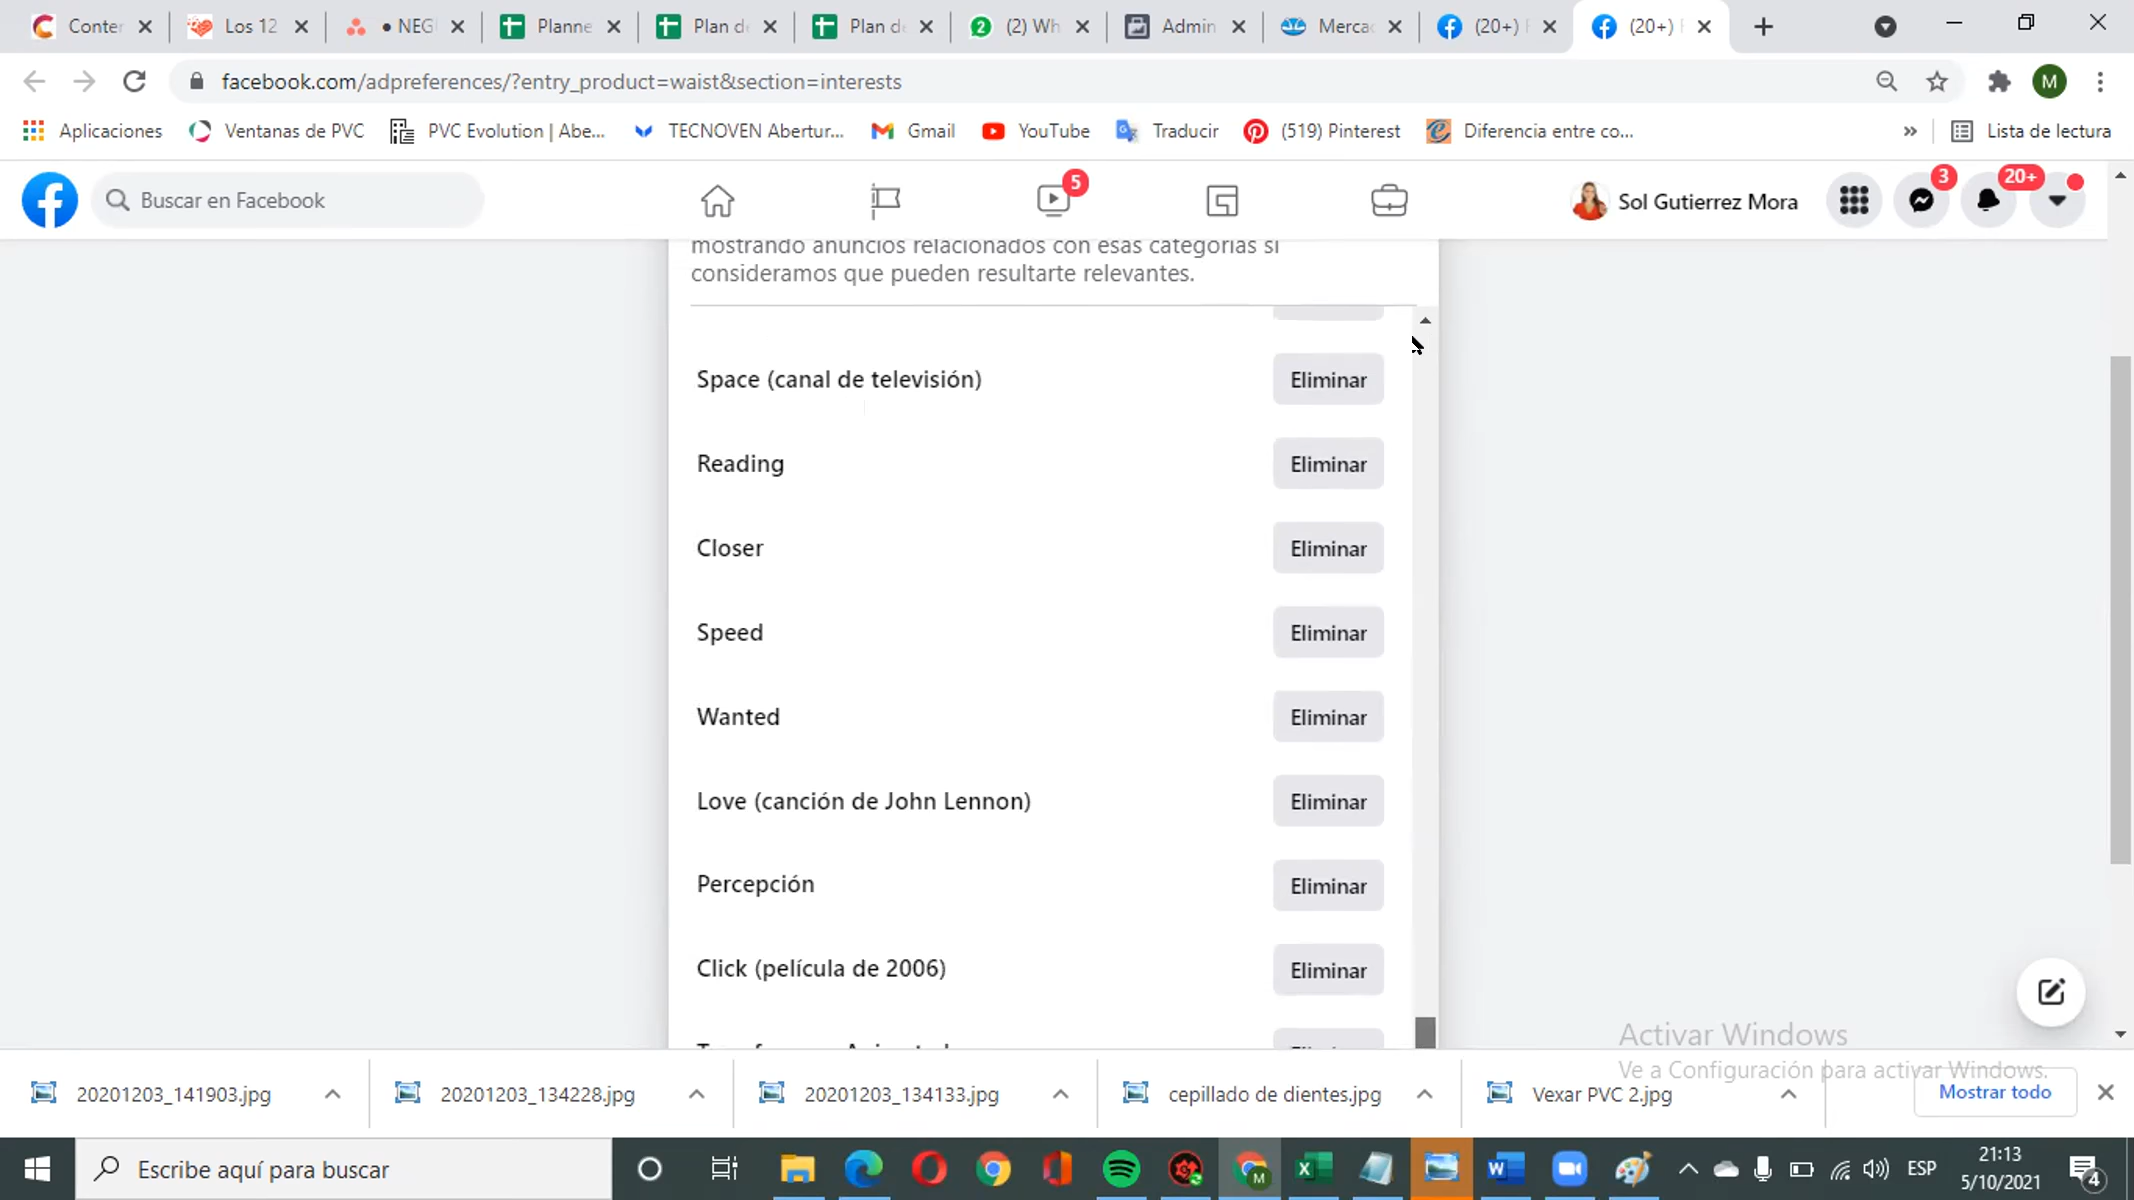 Conter
Los 12
• NEG
Planne
Plan de
Plan de
2
(2) Wh
Admin
Merca
(20+)
(20+)
facebook.com/adpreferences/?entry_product=waist&section=interests
M
Aplicaciones
Ventanas de PVC
PVC Evolution | Abe...
TECNOVEN Abertur...
Gmail
YouTube
Traducir
(519) Pinterest
Diferencia entre co...
»
Lista de lectura
Buscar en Facebook
5
Sol Gutierrez Mora
3
20+
mostrando anuncios relacionados con esas categorías si
consideramos que pueden resultarte relevantes.
Space (canal de televisión)
Eliminar
Reading
Eliminar
Closer
Eliminar
Speed
Eliminar
Wanted
Eliminar
Love (canción de John Lennon)
Eliminar
Percepción
Eliminar
Click (película de 2006)
Eliminar
Activar Windows
Ve a Configuración para activar Windows.
20201203_141903.jpg
20201203_134228.jpg
20201203_134133.jpg
cepillado de dientes.jpg
Vexar PVC 2.jpg
Mostrar todo
Escribe aquí para buscar
M
ESP
21:13
5/10/2021
4